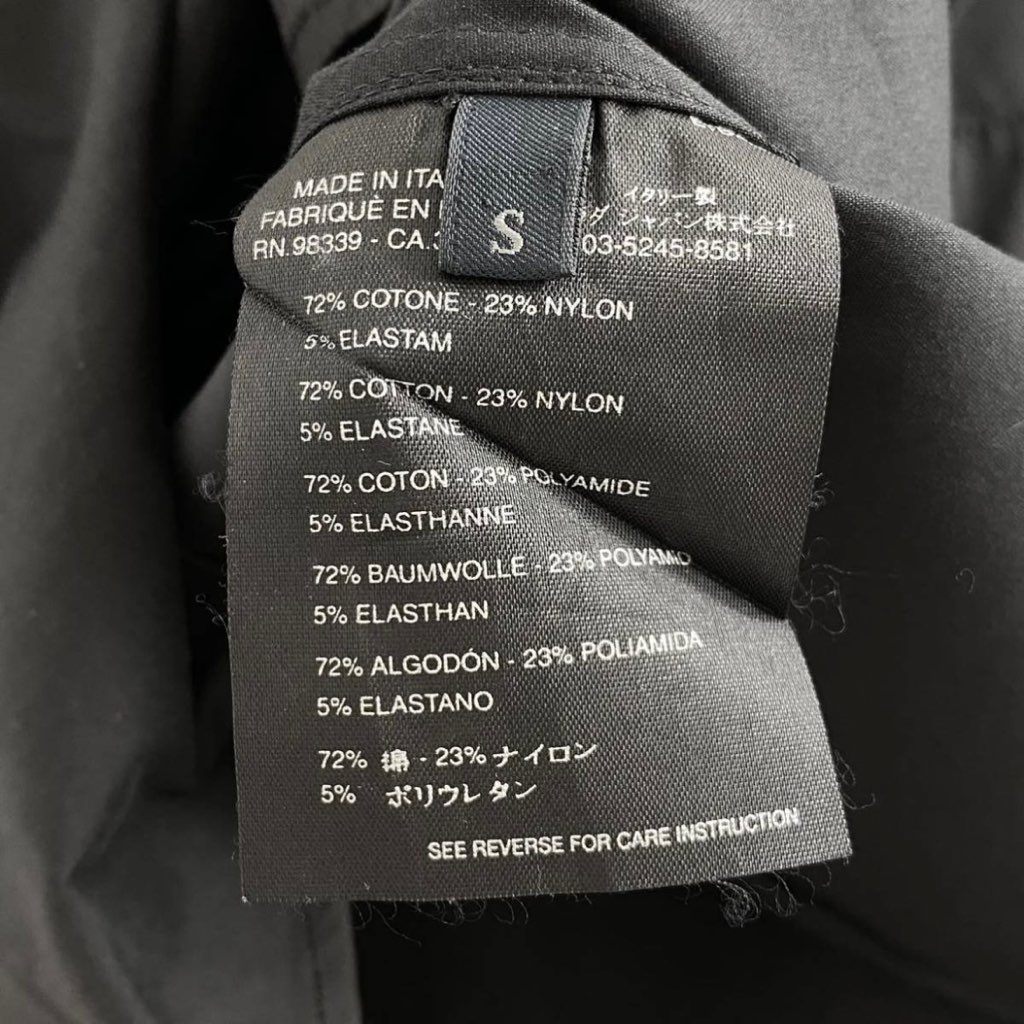 MADE IN ITA
FABRIQUÉ EN
RN.98339 - CA.
S
イタリー製
ダ ジャパン株式会社
03-5245-8581
72% COTONE - 23% NYLON
5% ELASTAM
72% COTTON - 23% NYLON
5% ELASTANE
72% COTON - 23% POLYAMIDE
5% ELASTHANNE
72% BAUMWOLLE - 23% POLYAMID
5% ELASTHAN
72% ALGODÓN - 23% POLIAMIDA
5% ELASTANO
72% 綿 - 23% ナイロン
5% ポリウレタン
SEE REVERSE FOR CARE INSTRUCTION